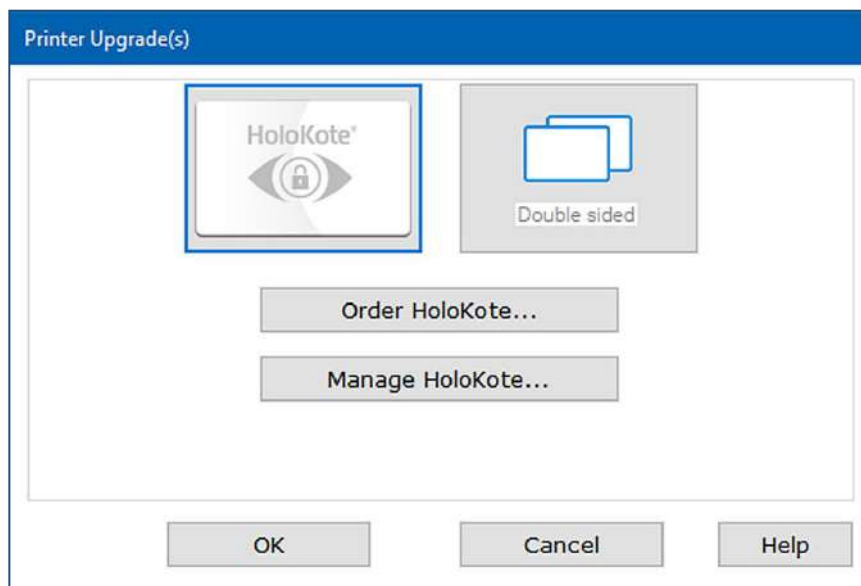 Printer Upgrade(s)
HoloKote®
Double sided
Order HoloKote...
Manage HoloKote...
OK
Cancel
Help